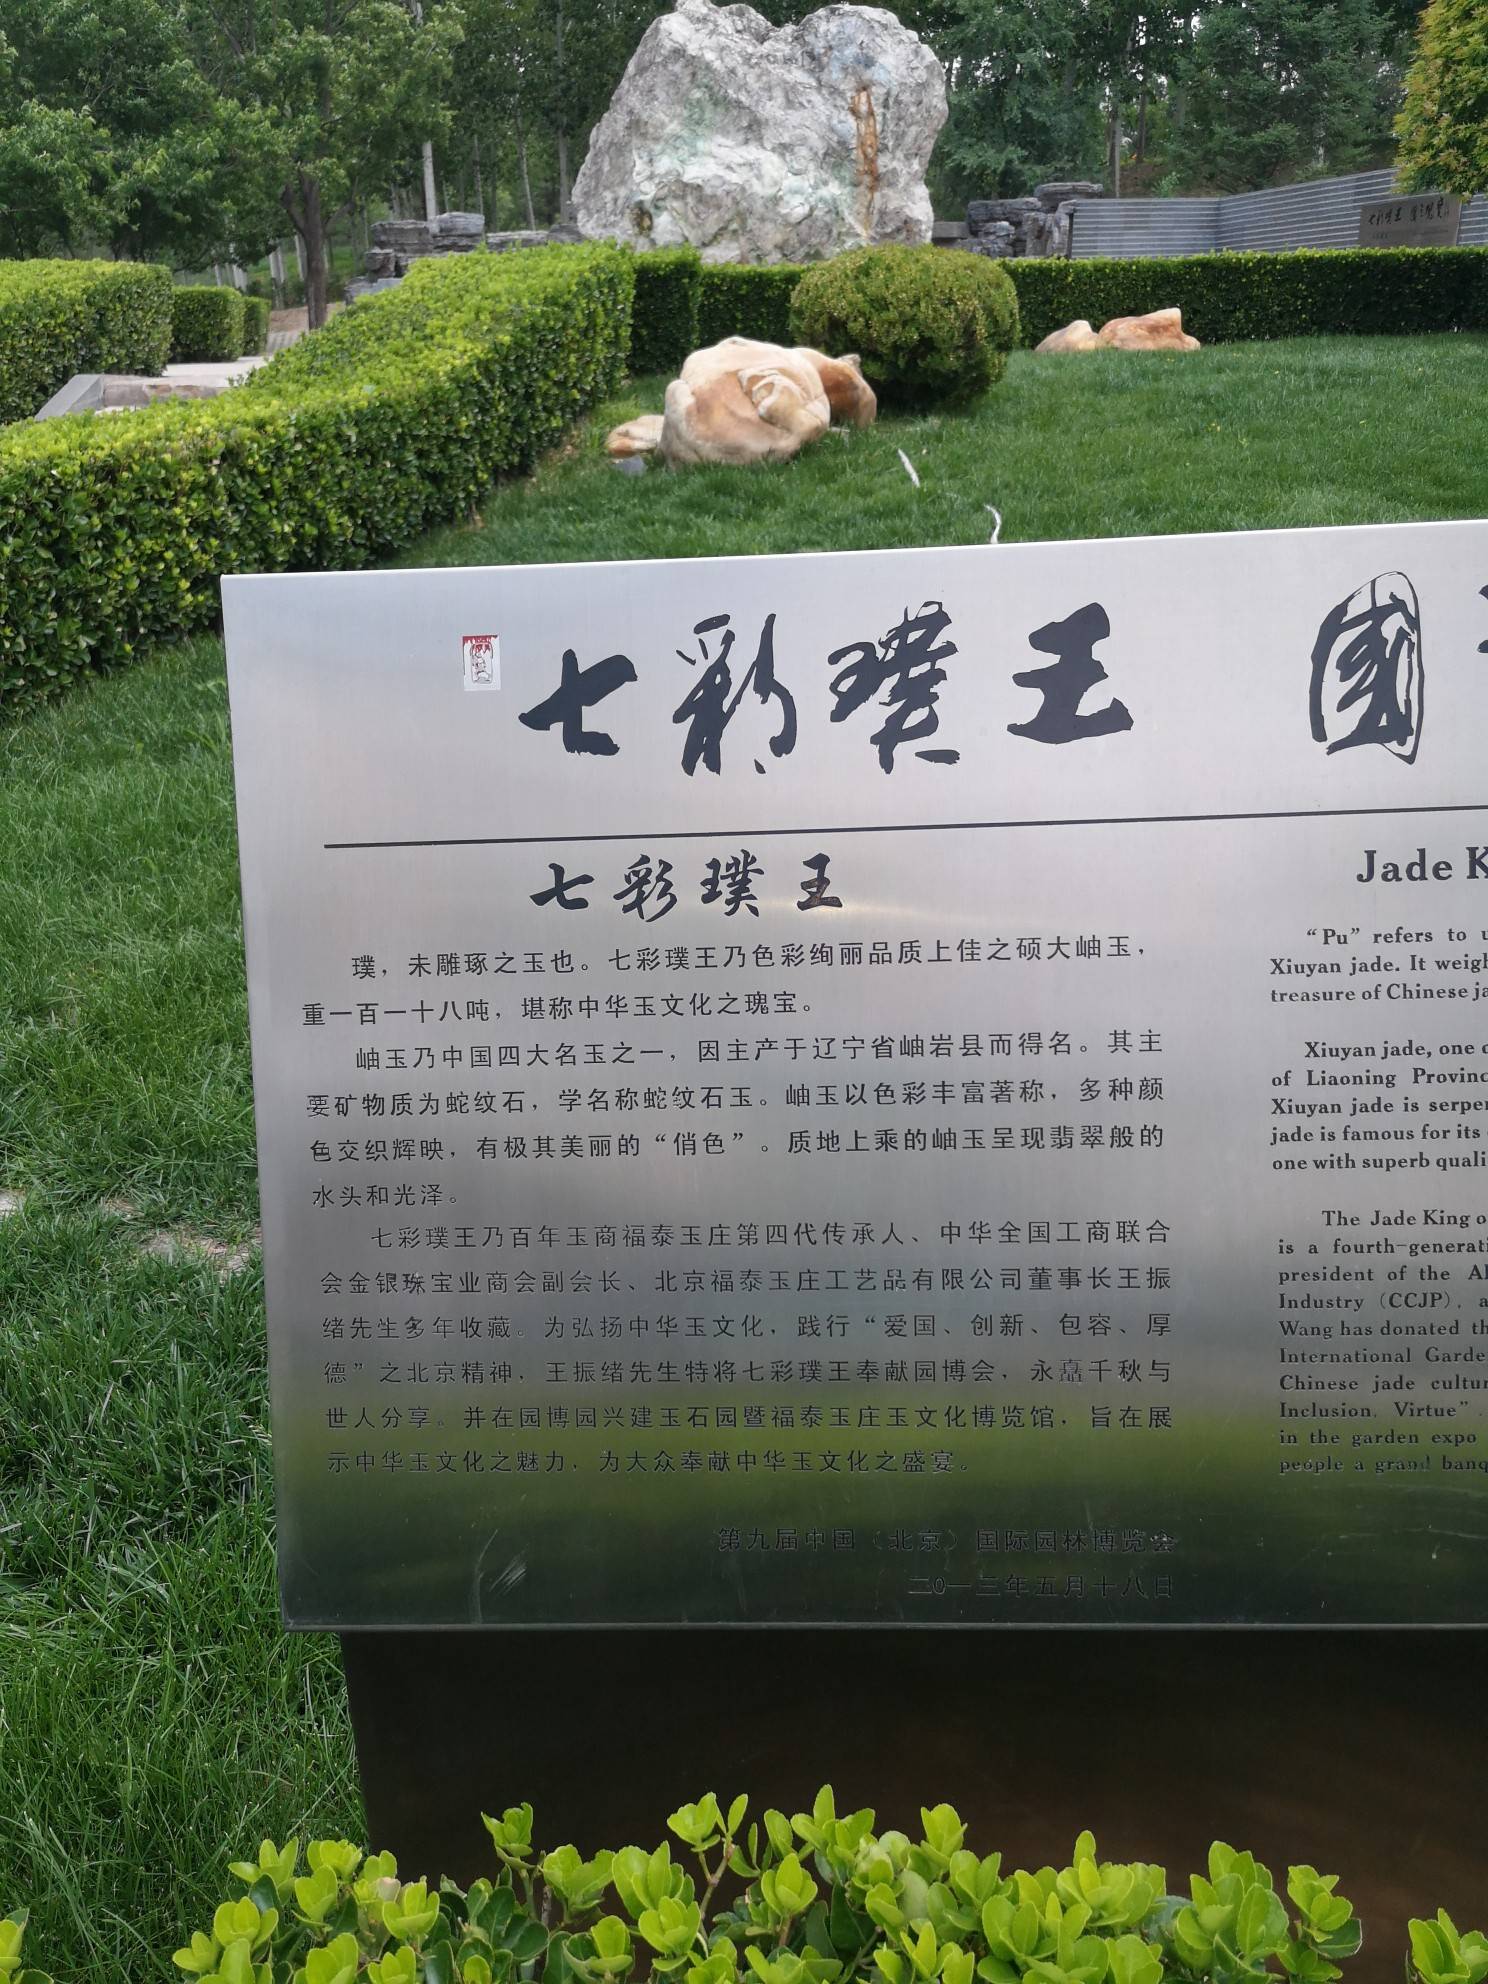 七彩璞王 國
七彩璞王
璞，未雕琢之玉也。七彩璞王乃色彩绚丽品质上佳之硕大岫玉，
重一百一十八吨，堪称中华玉文化之瑰宝。
岫玉乃中国四大名玉之一，因主产于辽宁省岫岩县而得名。其主
要矿物质为蛇纹石，学名称蛇纹石玉。岫玉以色彩丰富著称，多种颜
色交织辉映，有极其美丽的“俏色”。质地上乘的岫玉呈现翡翠般的
水头和光泽。
七彩璞王乃百年玉商福泰玉庄第四代传承人、中华全国工商联合
会金银珠宝业商会副会长、北京福泰玉庄工艺品有限公司董事长王振
绪先生多年收藏。为弘扬中华玉文化，践行“爱国、创新、包容、厚
德”之北京精神，王振绪先生特将七彩璞王奉献园博会，永矗千秋与
世人分享。并在园博园兴建玉石园暨福泰玉庄玉文化博览馆，旨在展
示中华玉文化之魅力，为大众奉献中华玉文化之盛宴。
第九届中国（北京）国际园林博览会
二0一三年五月十八日
Jade K
“Pu” refers to u
Xiuyan jade. It weigh
treasure of Chinese ja
Xiuyan jade, one o
of Liaoning Provinc
Xiuyan jade is serper
jade is famous for its
one with superb quali
The Jade King o
is a fourth-generati
president of the Al
Industry (CCJP), a
Wang has donated th
International Garde
Chinese jade cultur
Inclusion, Virtue”.
in the garden expo
people a grand banq